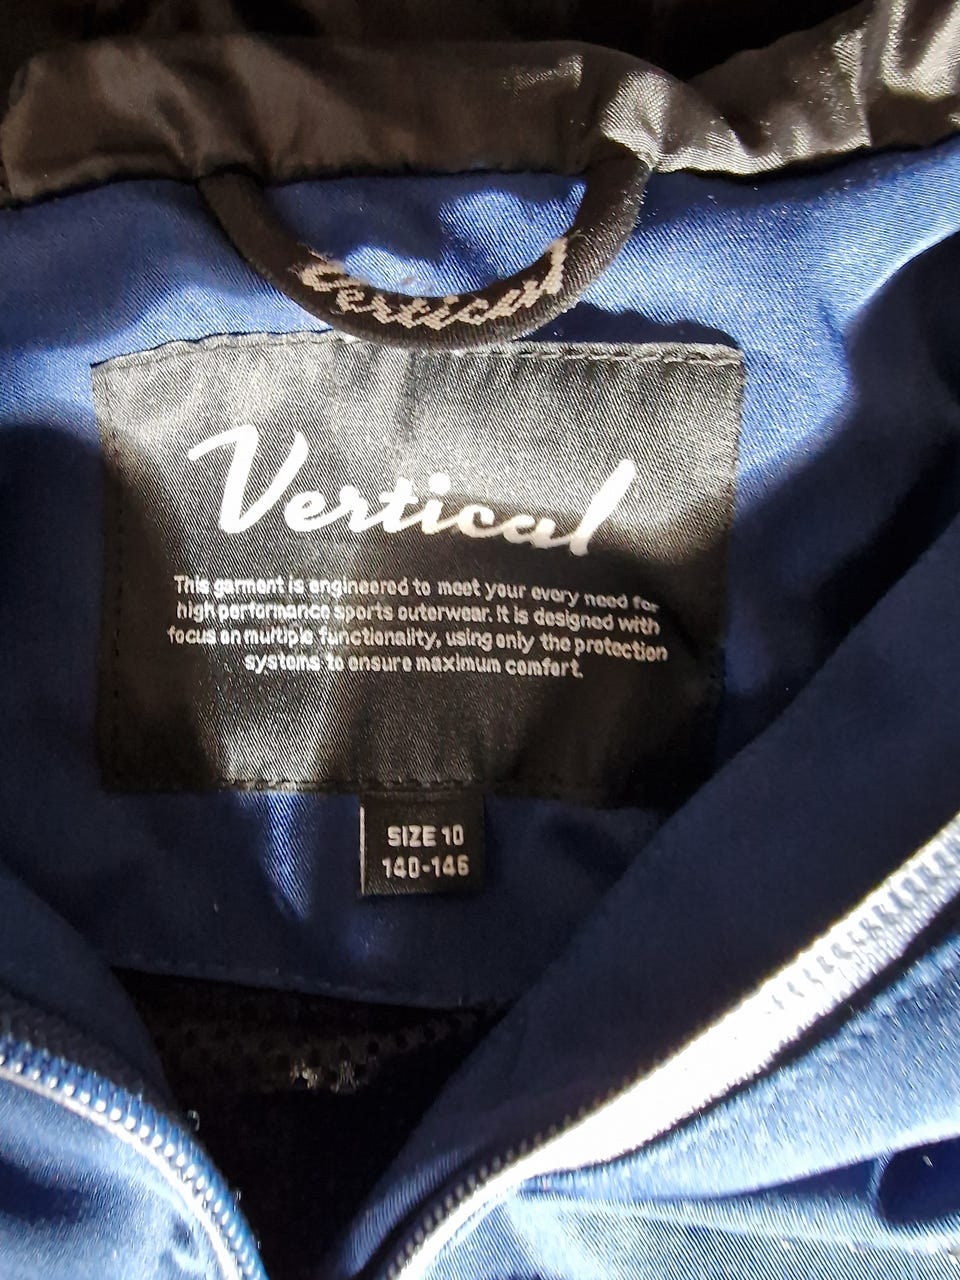 Vertical
Vertical
This garment is engineered to meet your every need for
high performance sports outerwear. It is designed with
focus on multiple functionality, using only the protection
systems to ensure maximum comfort.
SIZE 10
140-146